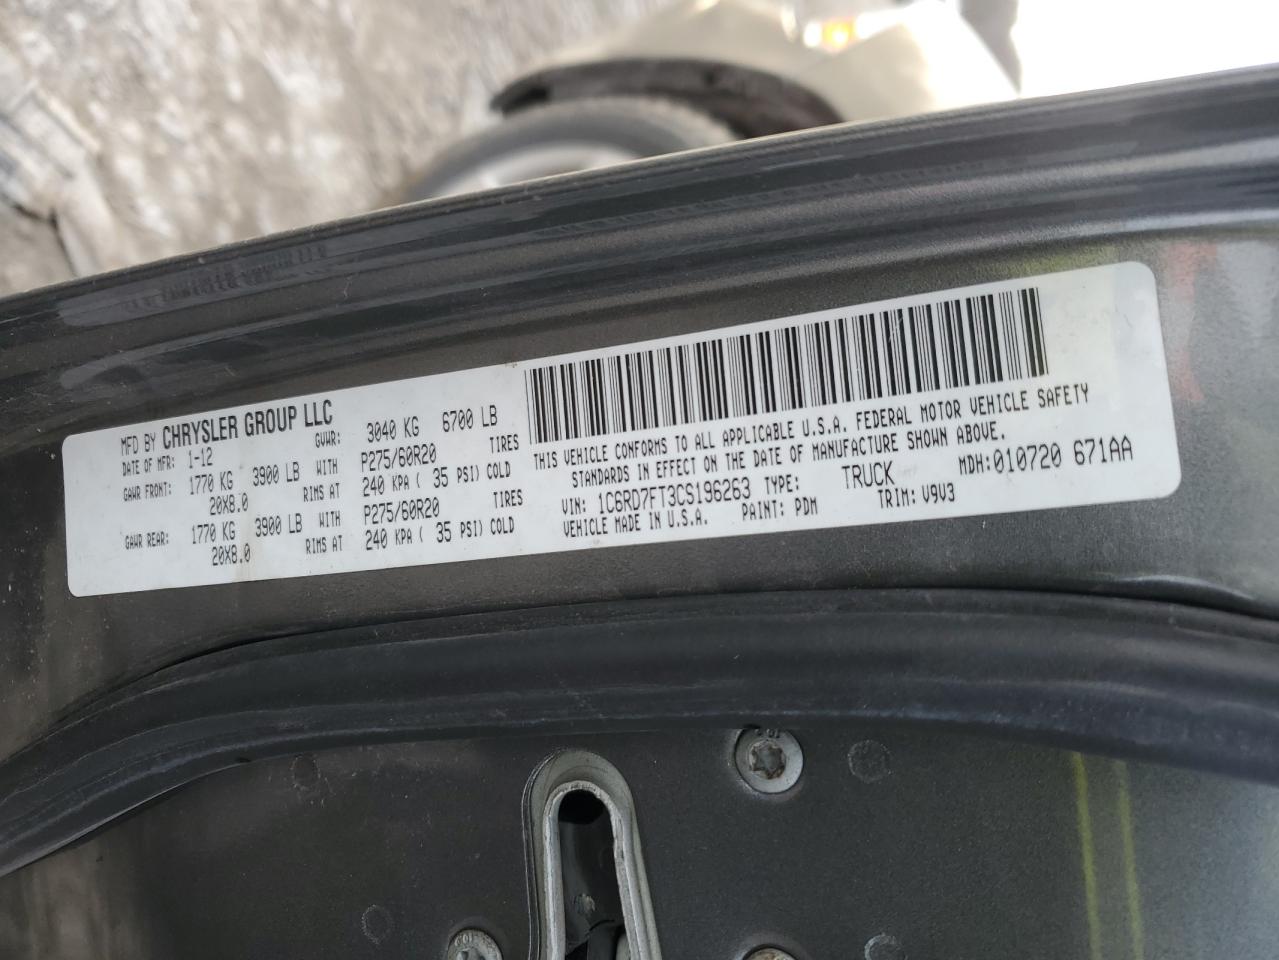 MFD BY CHRYSLER GROUP LLC
DATE OF MFR: 1-12 GVWR: 3040 KG 6700 LB
GAWR FRONT: 1770 KG 3900 LB WITH P275/60R20 TIRES
20X8.0 RIMS AT 240 KPA ( 35 PSI) COLD
GAWR REAR: 1770 KG 3900 LB WITH P275/60R20 TIRES
20X8.0 RIMS AT 240 KPA ( 35 PSI) COLD
THIS VEHICLE CONFORMS TO ALL APPLICABLE U.S.A. FEDERAL MOTOR VEHICLE SAFETY
STANDARDS IN EFFECT ON THE DATE OF MANUFACTURE SHOWN ABOVE.
VIN: 1C6RD7FT3CS196263 TYPE: TRUCK MDH: 010720 671AA
VEHICLE MADE IN U.S.A. PAINT: PDM TRIM: V9V3